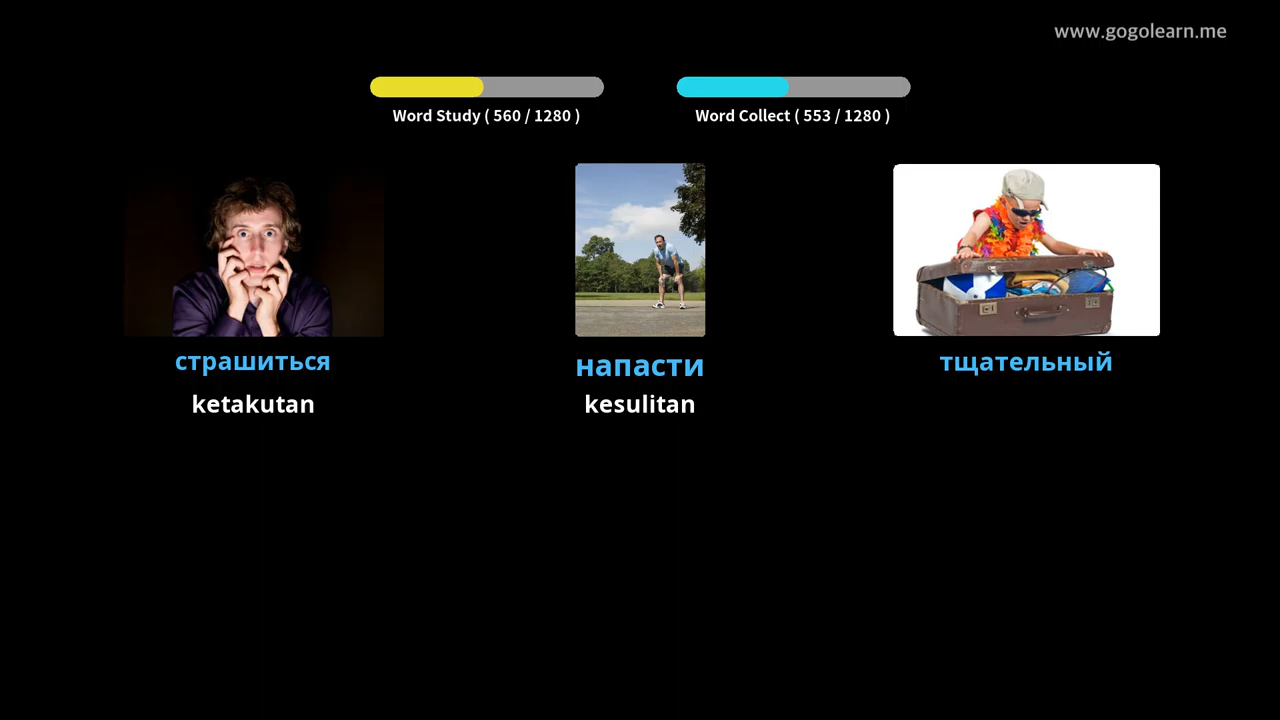 www.gogolearn.me
Word Study ( 560 / 1280 )
Word Collect ( 553 / 1280 )
страшиться
напасти
тщательный
ketakutan
kesulitan